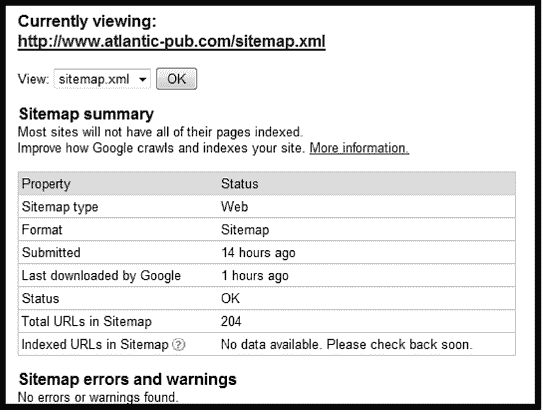 Currently viewing:
http://www.atlantic-pub.com/sitemap.xml
View: sitemap.xml OK
Sitemap summary
Most sites will not have all of their pages indexed.
Improve how Google crawls and indexes your site. More information.
Property Status
Sitemap type Web
Format Sitemap
Submitted 14 hours ago
Last downloaded by Google 1 hours ago
Status OK
Total URLs in Sitemap 204
Indexed URLs in Sitemap ? No data available. Please check back soon.
Sitemap errors and warnings
No errors or warnings found.